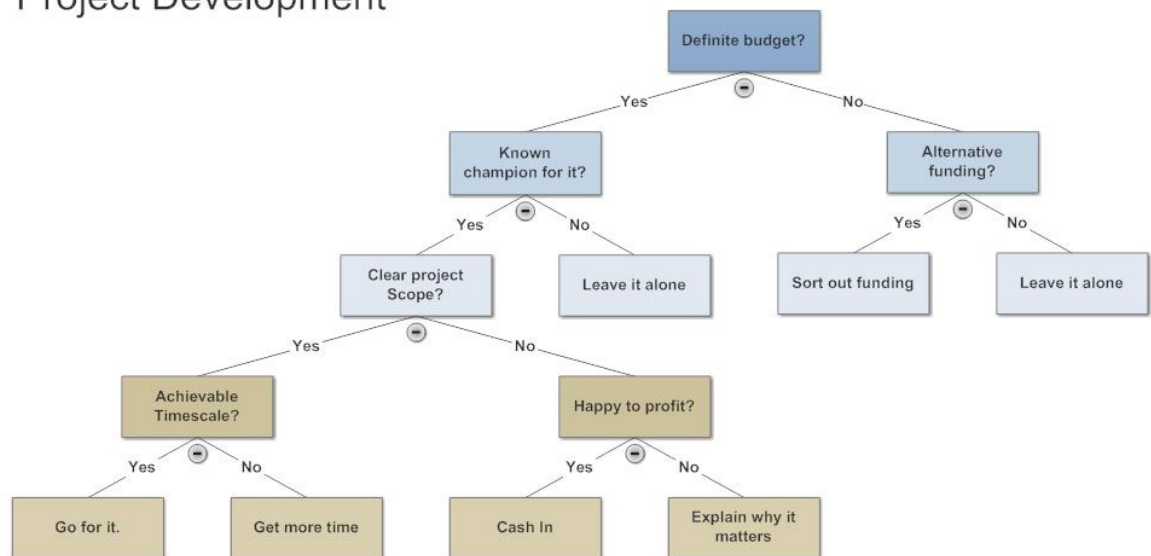 Project Development
Definite budget?
Yes
No
Known
champion for it?
Alternative
funding?
Yes
No
Yes
No
Clear project
Scope?
Leave it alone
Sort out funding
Leave it alone
Yes
No
Achievable
Timescale?
Happy to profit?
Yes
No
Yes
No
Go for it.
Get more time
Cash In
Explain why it
matters